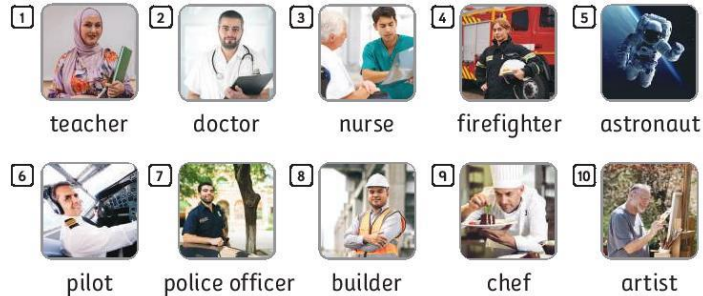 1 2 3 4 5
teacher doctor nurse firefighter astronaut
6 7 8 9 10
pilot police officer builder chef artist